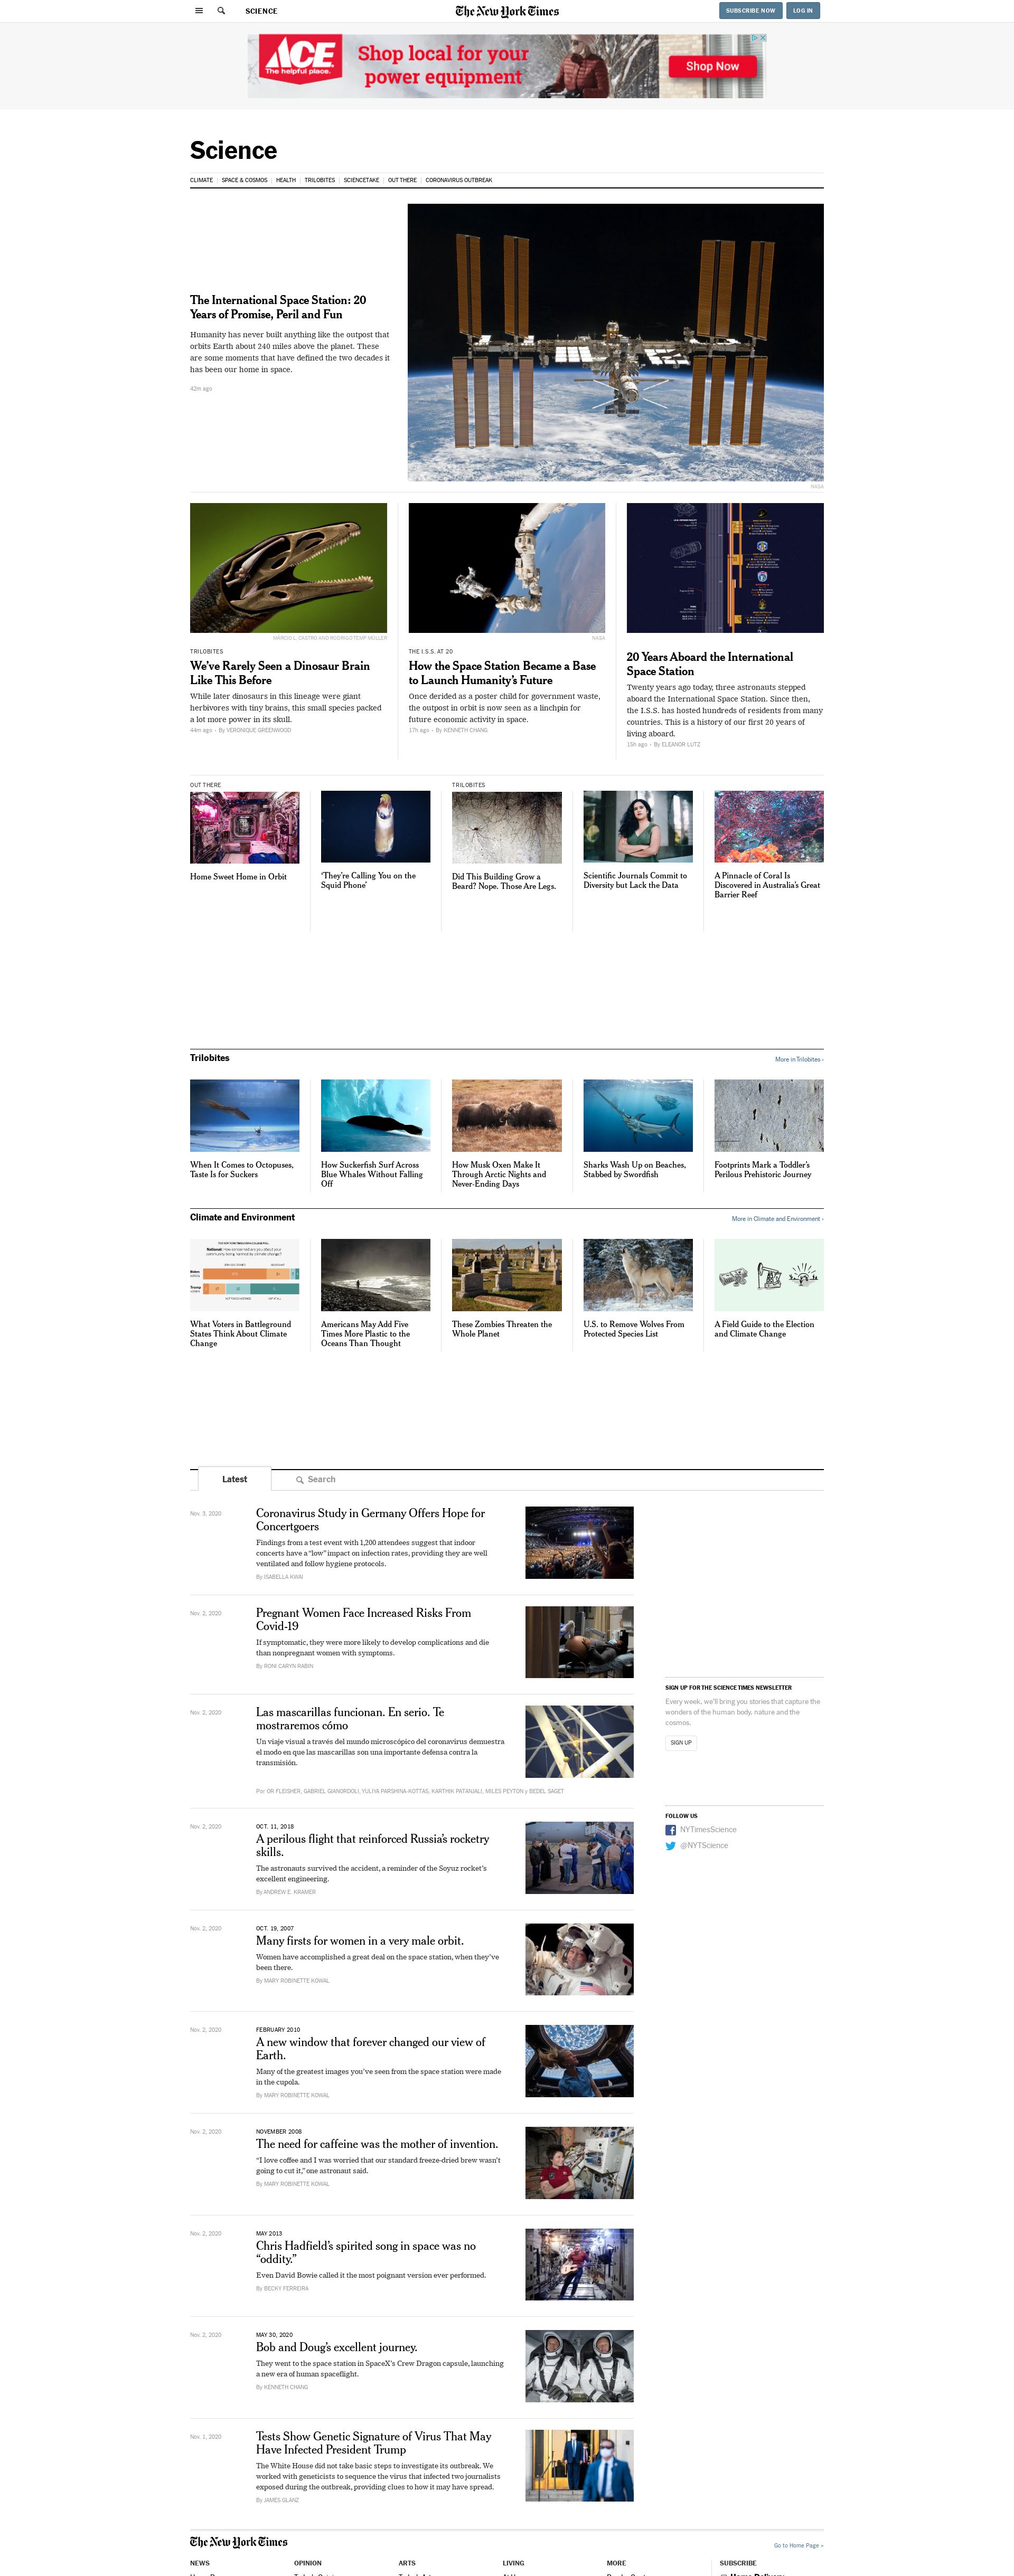 SCIENCE
The New York Times
SUBSCRIBE NOW
LOG IN
ACE
The helpful place.
Shop local for your
power equipment
Shop Now
Science
CLIMATE
SPACE & COSMOS
HEALTH
TRILOBITES
SCIENCETAKE
OUT THERE
CORONAVIRUS OUTBREAK
The International Space Station: 20
Years of Promise, Peril and Fun
Humanity has never built anything like the outpost that
orbits Earth about 240 miles above the planet. These
are some moments that have defined the two decades it
has been our home in space.
42m ago
NASA
MÁRCIO L. CASTRO AND RODRIGO TEMP MÜLLER
TRILOBITES
We’ve Rarely Seen a Dinosaur Brain
Like This Before
While later dinosaurs in this lineage were giant
herbivores with tiny brains, this small species packed
a lot more power in its skull.
44m ago · By VERONIQUE GREENWOOD
NASA
THE I.S.S. AT 20
How the Space Station Became a Base
to Launch Humanity’s Future
Once derided as a poster child for government waste,
the outpost in orbit is now seen as a linchpin for
future economic activity in space.
17h ago · By KENNETH CHANG
20 Years Aboard the International
Space Station
Twenty years ago today, three astronauts stepped
aboard the International Space Station. Since then,
the I.S.S. has hosted hundreds of residents from many
countries. This is a history of our first 20 years of
living aboard.
15h ago · By ELEANOR LUTZ
OUT THERE
Home Sweet Home in Orbit
‘They’re Calling You on the
Squid Phone’
TRILOBITES
Did This Building Grow a
Beard? Nope. Those Are Legs.
Scientific Journals Commit to
Diversity but Lack the Data
A Pinnacle of Coral Is
Discovered in Australia’s Great
Barrier Reef
Trilobites
More in Trilobites ›
When It Comes to Octopuses,
Taste Is for Suckers
How Suckerfish Surf Across
Blue Whales Without Falling
Off
How Musk Oxen Make It
Through Arctic Nights and
Never-Ending Days
Sharks Wash Up on Beaches,
Stabbed by Swordfish
Footprints Mark a Toddler’s
Perilous Prehistoric Journey
Climate and Environment
More in Climate and Environment ›
What Voters in Battleground
States Think About Climate
Change
Americans May Add Five
Times More Plastic to the
Oceans Than Thought
These Zombies Threaten the
Whole Planet
U.S. to Remove Wolves From
Protected Species List
A Field Guide to the Election
and Climate Change
Latest
Search
Nov. 3, 2020
Coronavirus Study in Germany Offers Hope for
Concertgoers
Findings from a test event with 1,200 attendees suggest that indoor
concerts have a “low” impact on infection rates, providing they are well
ventilated and follow hygiene protocols.
By ISABELLA KWAI
Nov. 2, 2020
Pregnant Women Face Increased Risks From
Covid-19
If symptomatic, they were more likely to develop complications and die
than nonpregnant women with symptoms.
By RONI CARYN RABIN
Nov. 2, 2020
Las mascarillas funcionan. En serio. Te
mostraremos cómo
Un viaje visual a través del mundo microscópico del coronavirus demuestra
el modo en que las mascarillas son una importante defensa contra la
transmisión.
Por OR FLEISHER, GABRIEL GIANORDOLI, YULIYA PARSHINA-KOTTAS, KARTHIK PATANJALI, MILES PEYTON y BEDEL SAGET
Nov. 2, 2020
OCT. 11, 2018
A perilous flight that reinforced Russia’s rocketry
skills.
The astronauts survived the accident, a reminder of the Soyuz rocket’s
excellent engineering.
By ANDREW E. KRAMER
Nov. 2, 2020
OCT. 19, 2007
Many firsts for women in a very male orbit.
Women have accomplished a great deal on the space station, when they’ve
been there.
By MARY ROBINETTE KOWAL
Nov. 2, 2020
FEBRUARY 2010
A new window that forever changed our view of
Earth.
Many of the greatest images you’ve seen from the space station were made
in the cupola.
By MARY ROBINETTE KOWAL
Nov. 2, 2020
NOVEMBER 2008
The need for caffeine was the mother of invention.
“I love coffee and I was worried that our standard freeze-dried brew wasn’t
going to cut it,” one astronaut said.
By MARY ROBINETTE KOWAL
Nov. 2, 2020
MAY 2013
Chris Hadfield’s spirited song in space was no
“oddity.”
Even David Bowie called it the most poignant version ever performed.
By BECKY FERREIRA
Nov. 2, 2020
MAY 30, 2020
Bob and Doug’s excellent journey.
They went to the space station in SpaceX’s Crew Dragon capsule, launching
a new era of human spaceflight.
By KENNETH CHANG
Nov. 1, 2020
Tests Show Genetic Signature of Virus That May
Have Infected President Trump
The White House did not take basic steps to investigate its outbreak. We
worked with geneticists to sequence the virus that infected two journalists
exposed during the outbreak, providing clues to how it may have spread.
By JAMES GLANZ
SIGN UP FOR THE SCIENCE TIMES NEWSLETTER
Every week, we'll bring you stories that capture the
wonders of the human body, nature and the
cosmos.
SIGN UP
FOLLOW US
NYTimesScience
@NYTScience
The New York Times
Go to Home Page »
NEWS
OPINION
ARTS
LIVING
MORE
SUBSCRIBE